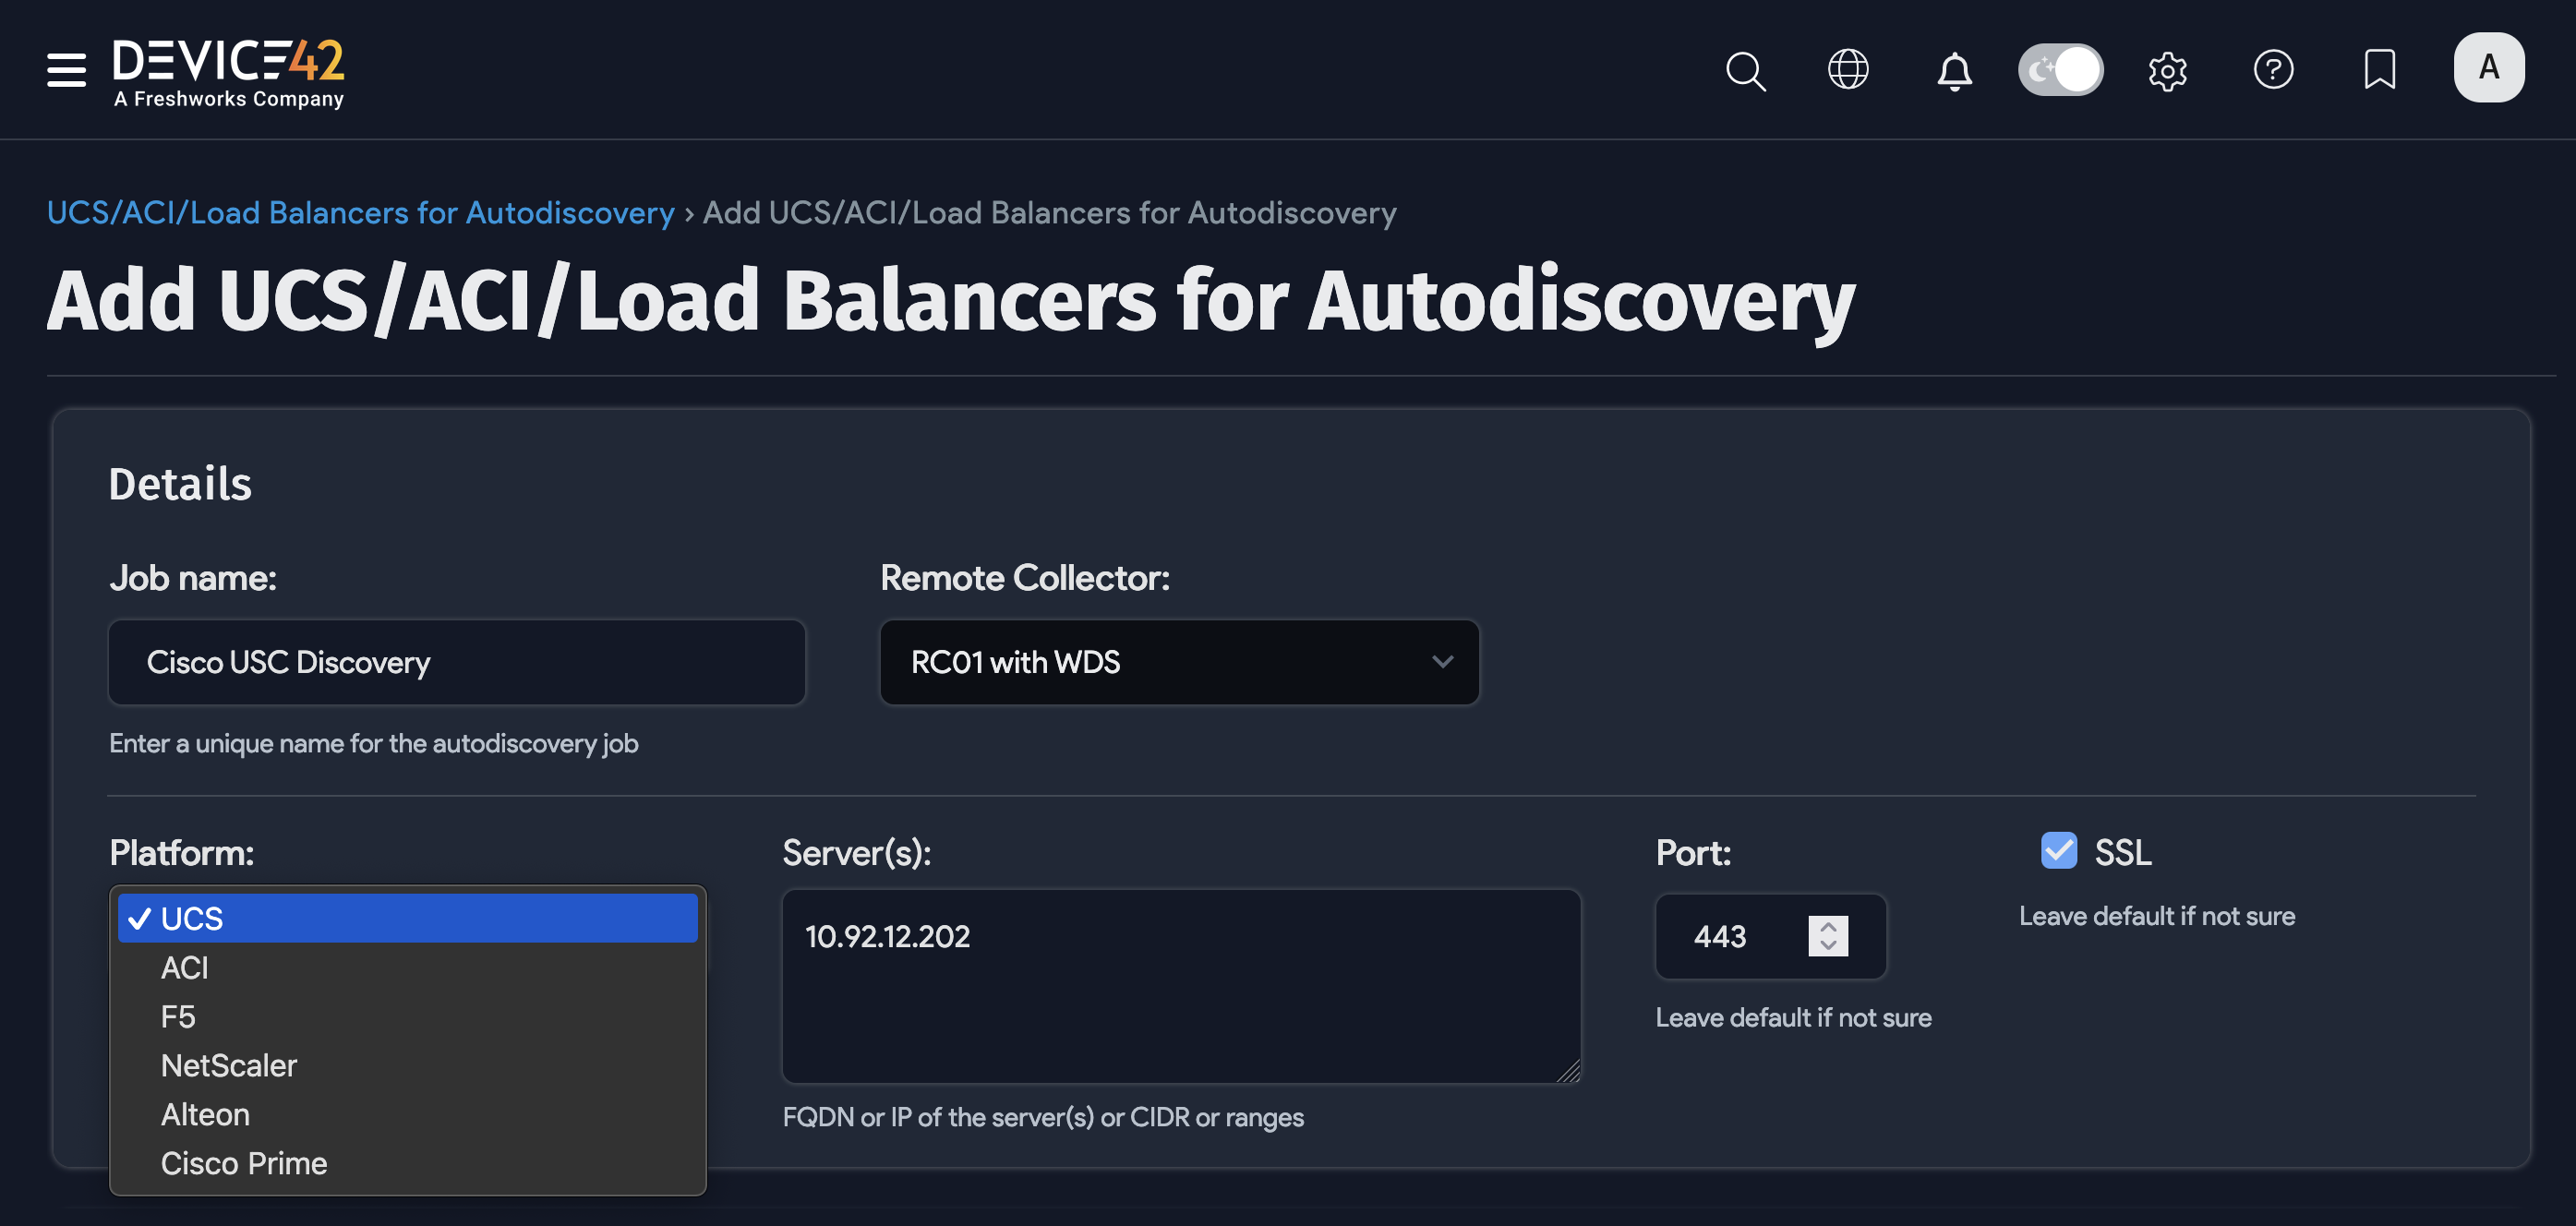 DEVICE42
A Freshworks Company
A
UCS/ACI/Load Balancers for Autodiscovery › Add UCS/ACI/Load Balancers for Autodiscovery
Add UCS/ACI/Load Balancers for Autodiscovery
Details
Job name:
Remote Collector:
Cisco USC Discovery
RC01 with WDS
Enter a unique name for the autodiscovery job
Platform:
Server(s):
Port:
SSL
UCS
ACI
F5
NetScaler
Alteon
Cisco Prime
10.92.12.202
443
Leave default if not sure
Leave default if not sure
FQDN or IP of the server(s) or CIDR or ranges